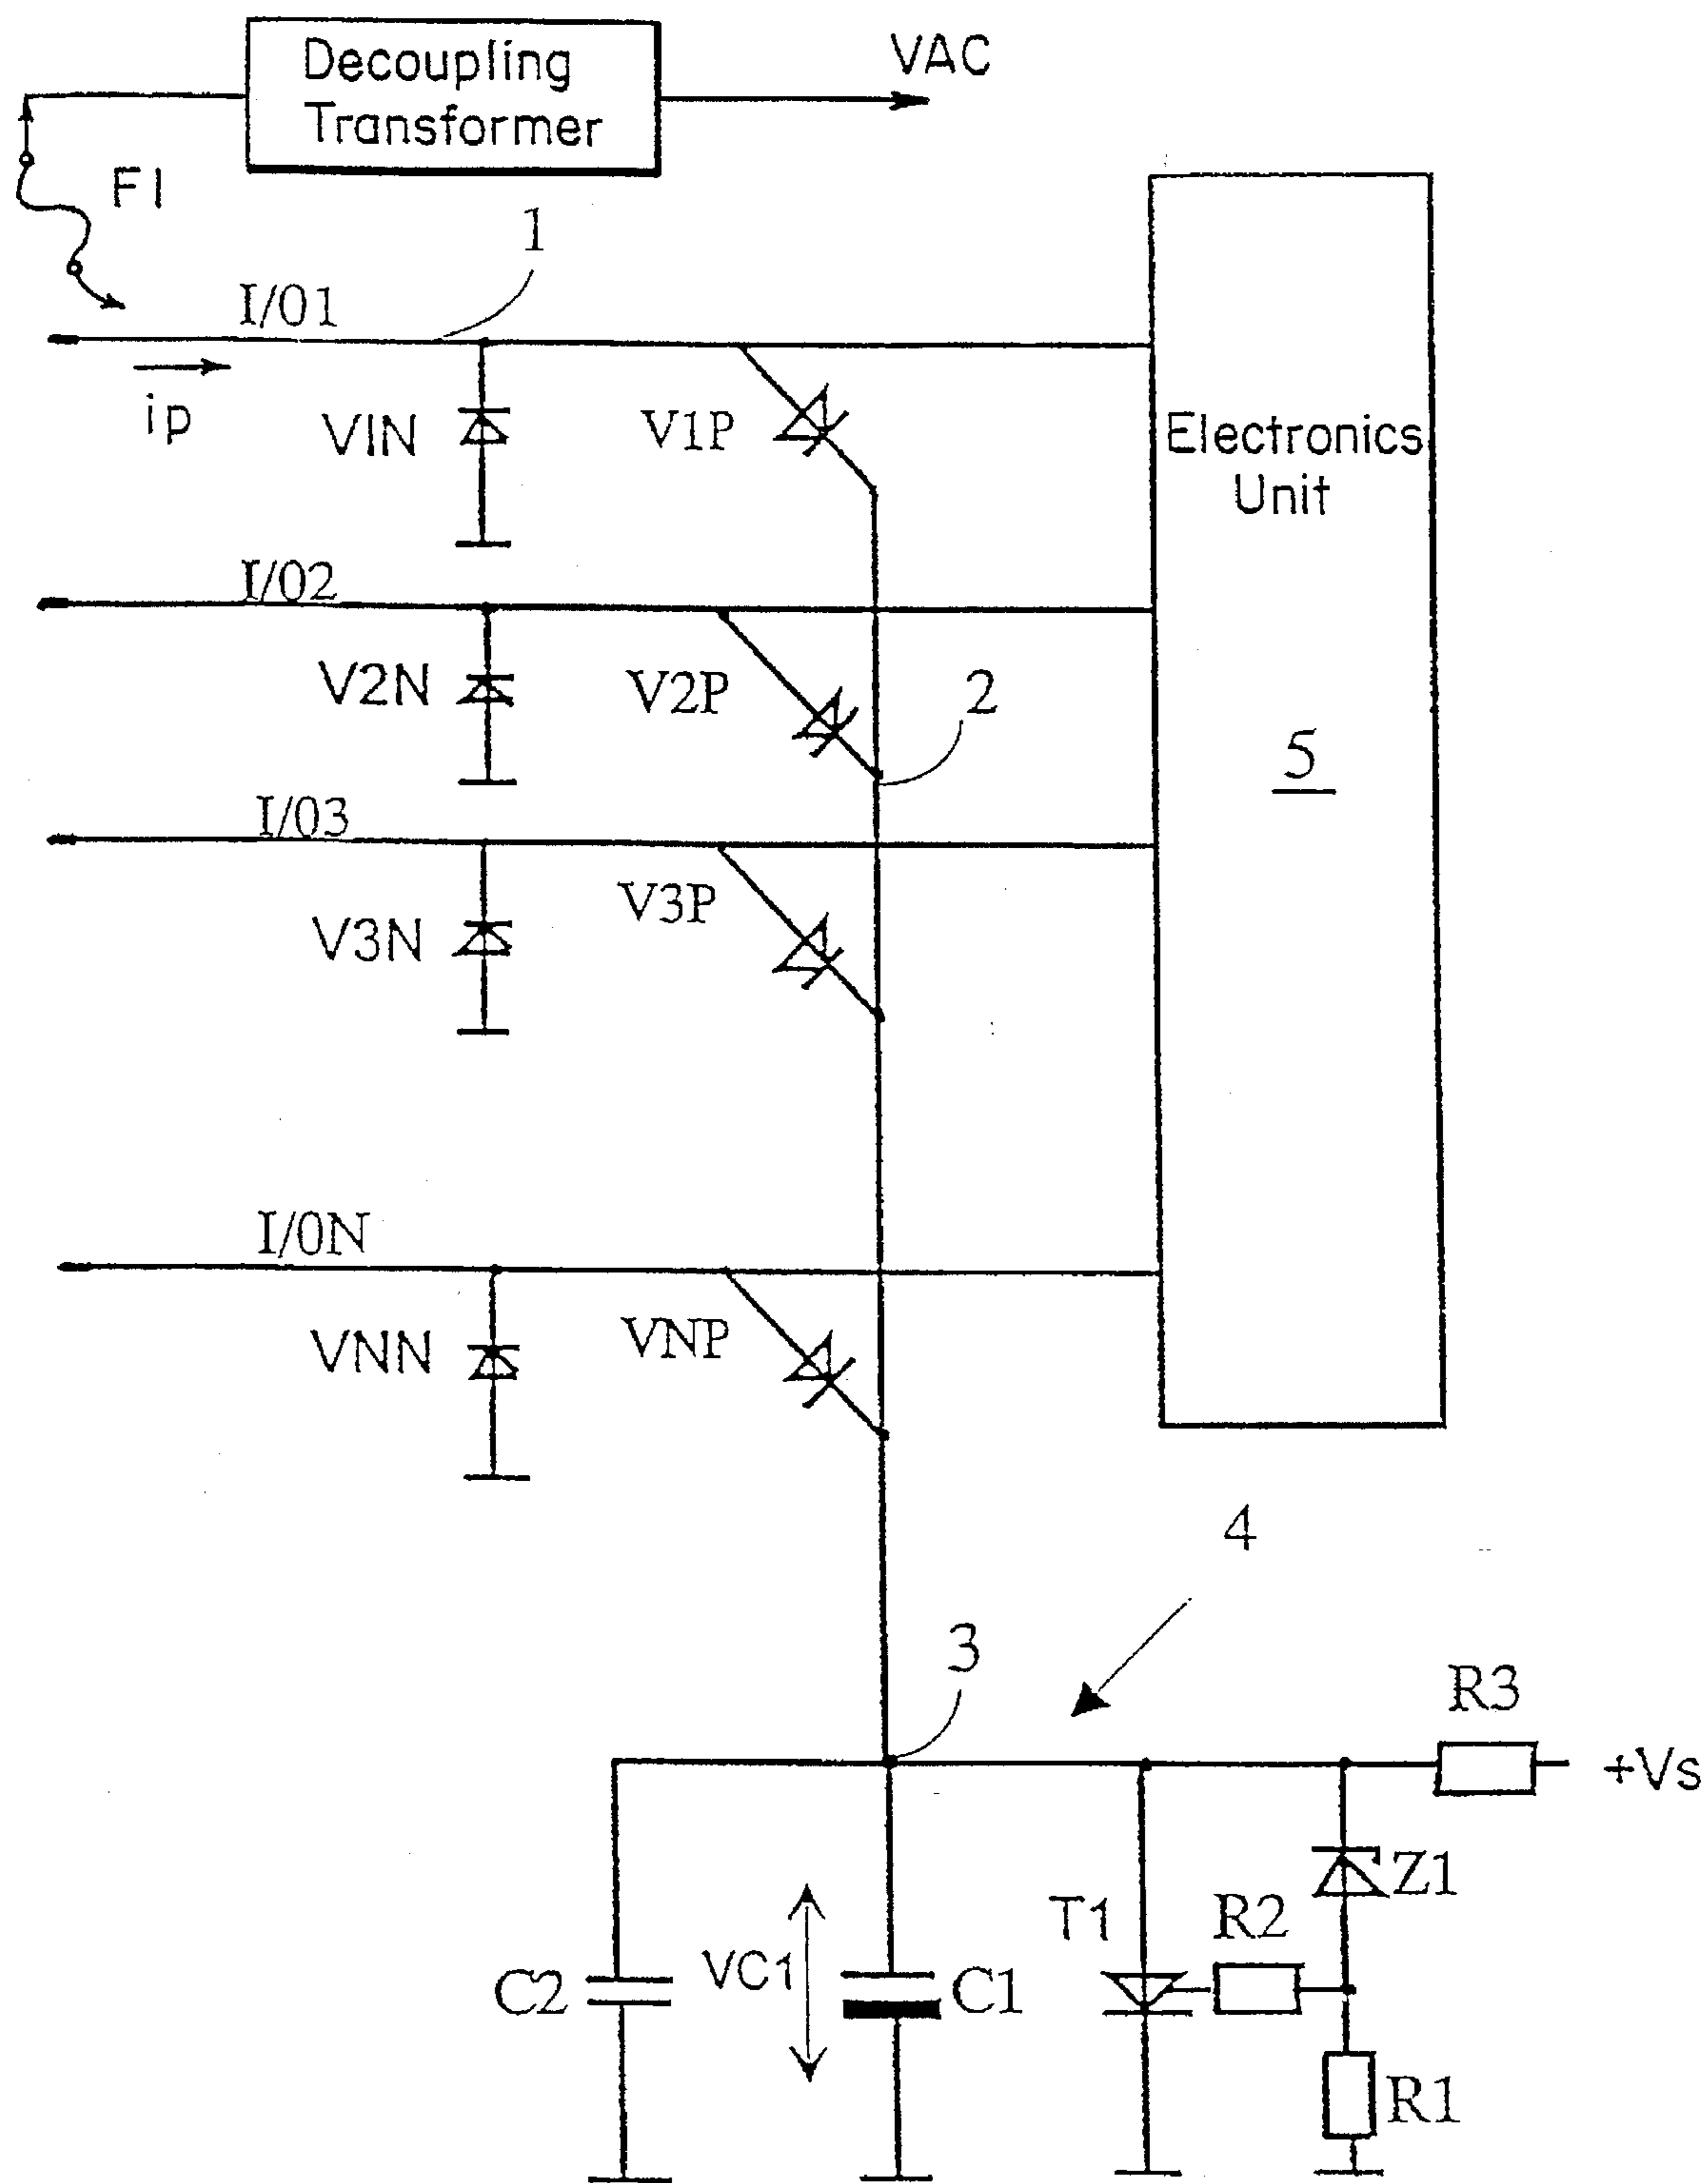 Decoupling
Transformer
VAC
F1
1
I/01
ip
V1N
V1P
Electronics
Unit
I/02
V2N
V2P
2
5
I/03
V3N
V3P
I/0N
VNN
VNP
4
3
R3
+Vs
Z1
T1
R2
C2
VC1
C1
R1